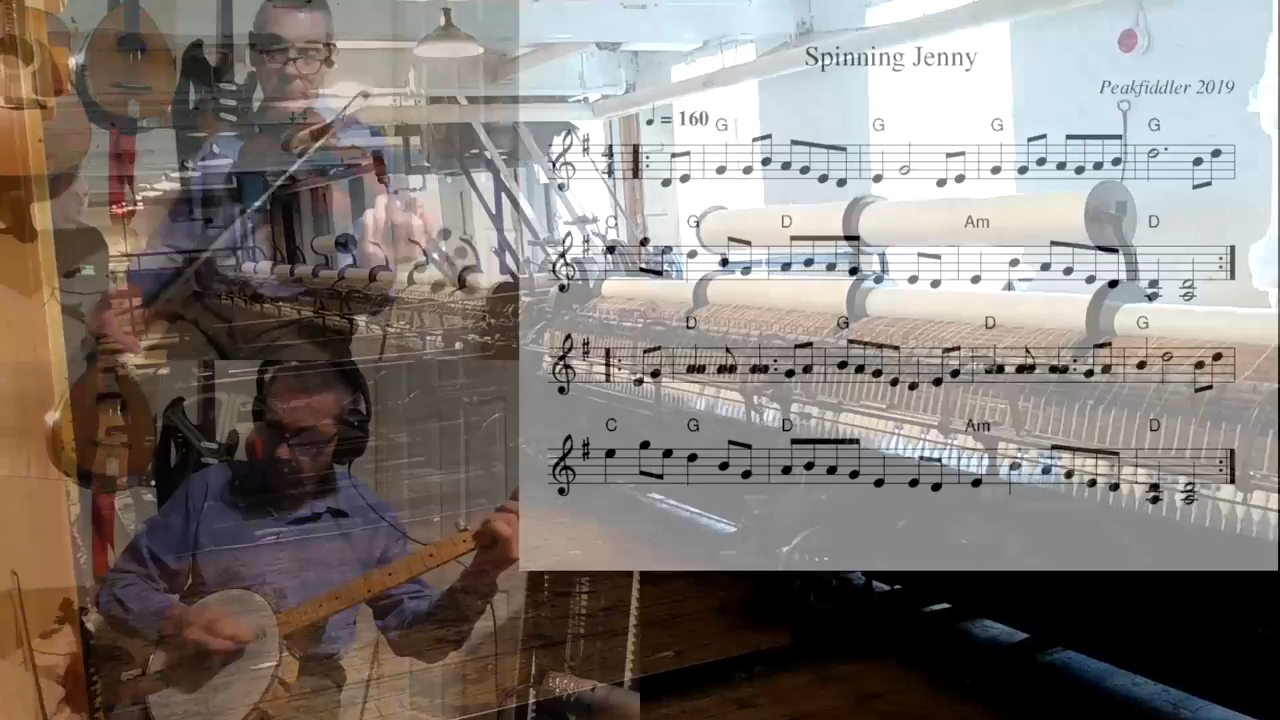 Spinning Jenny
Peakfiddler 2019
♩ = 160
G G G G
C G D Am D
D G D G
C G D Am D